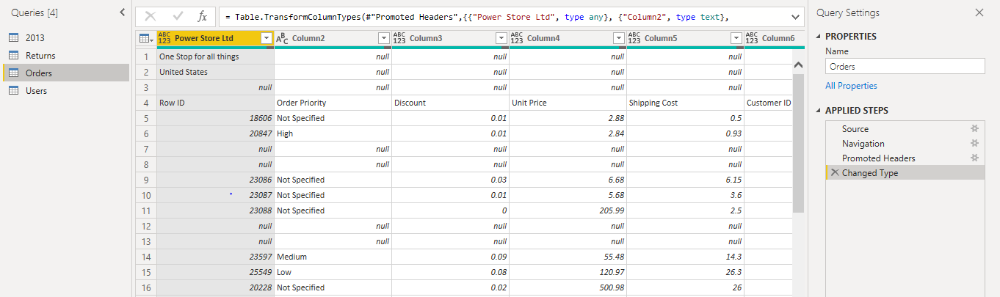 Queries [4]
2013
Returns
Orders
Users
fx = Table.TransformColumnTypes(#"Promoted Headers",{{"Power Store Ltd", type any}, {"Column2", type text},
ABC 123 Power Store Ltd ABC Column2 ABC 123 Column3 ABC 123 Column4 ABC 123 Column5 ABC 123 Column6
1 One Stop for all things null null null null
2 United States null null null null
3 null null null null null
4 Row ID Order Priority Discount Unit Price Shipping Cost Customer ID
5 18606 Not Specified 0.01 2.88 0.5
6 20847 High 0.01 2.84 0.93
7 null null null null null
8 null null null null null
9 23086 Not Specified 0.03 6.68 6.15
10 23087 Not Specified 0.01 5.68 3.6
11 23088 Not Specified 0 205.99 2.5
12 null null null null null
13 null null null null null
14 23597 Medium 0.09 55.48 14.3
15 25549 Low 0.08 120.97 26.3
16 20228 Not Specified 0.02 500.98 26
Query Settings
PROPERTIES
Name
Orders
All Properties
APPLIED STEPS
Source
Navigation
Promoted Headers
Changed Type